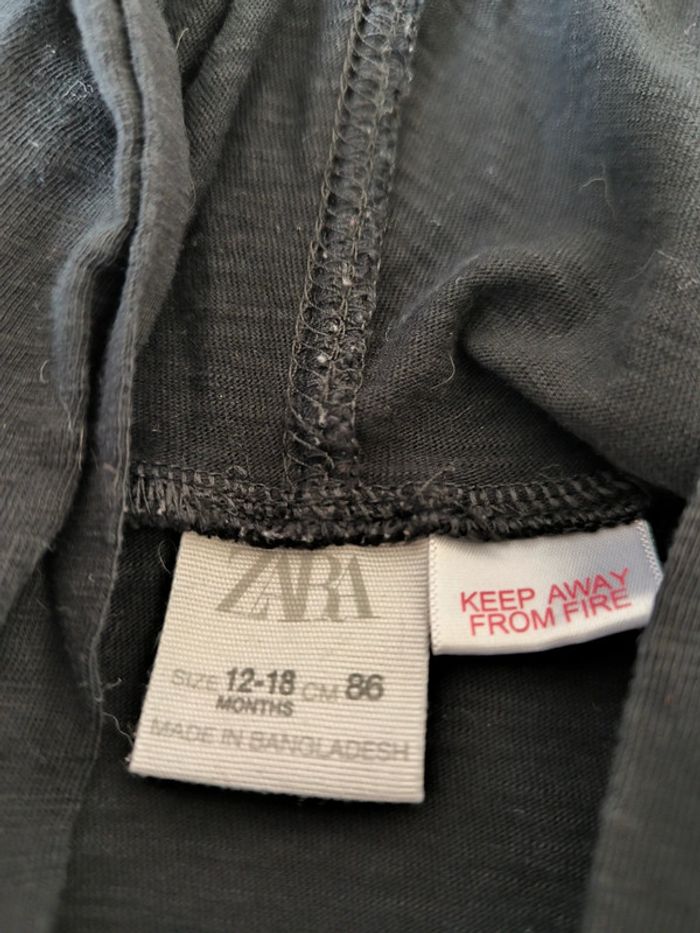 ZARA
SIZE 12-18 CM 86
MONTHS
MADE IN BANGLADESH
KEEP AWAY
FROM FIRE